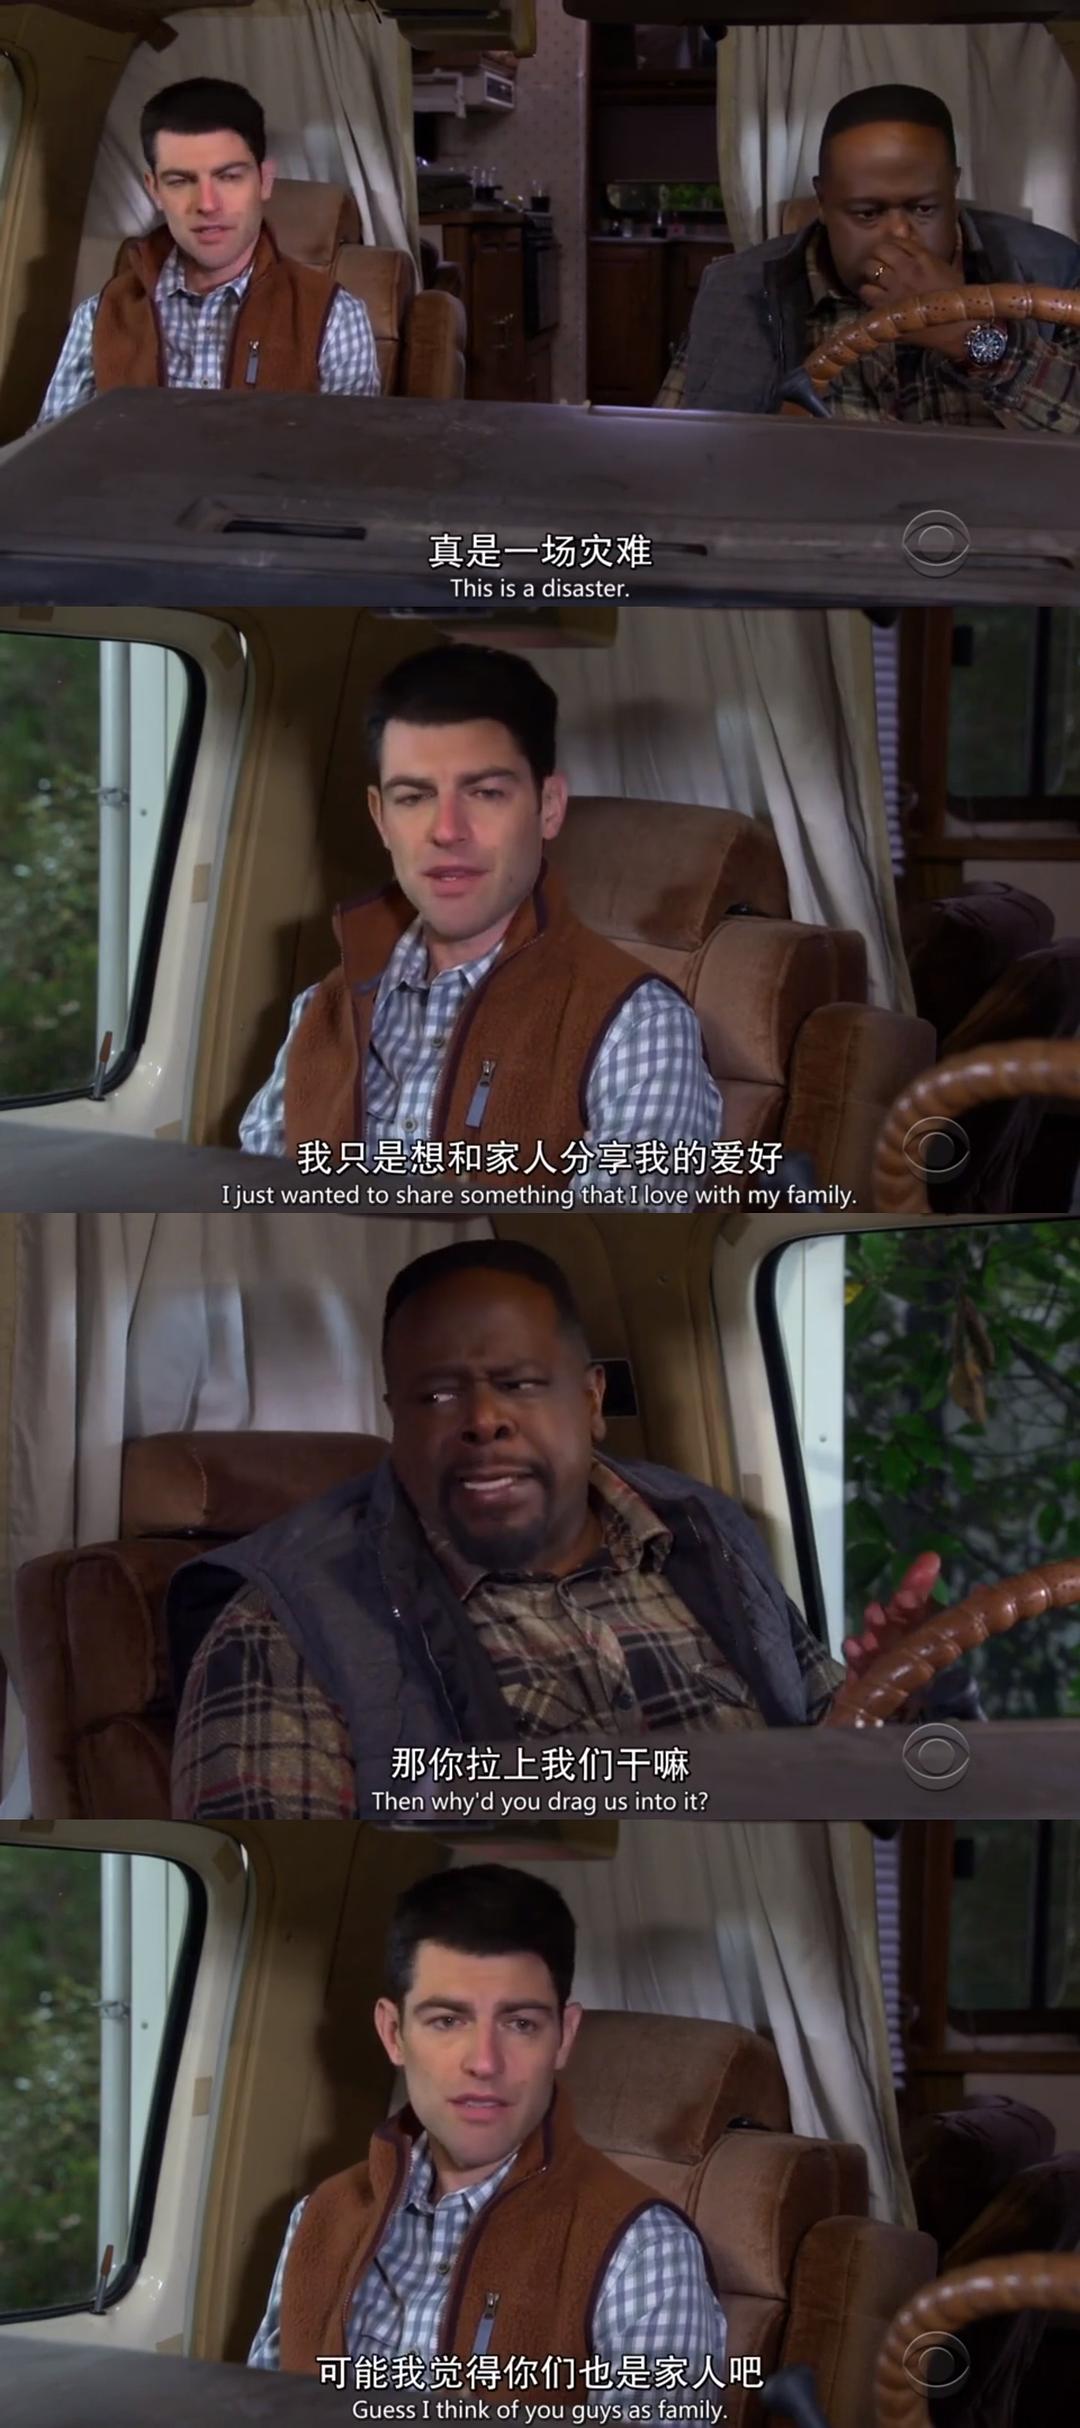 真是一场灾难
This is a disaster.
我只是想和家人分享我的爱好
I just wanted to share something that I love with my family.
那你拉上我们干嘛
Then why'd you drag us into it?
可能我觉得你们也是家人吧
Guess I think of you guys as family.